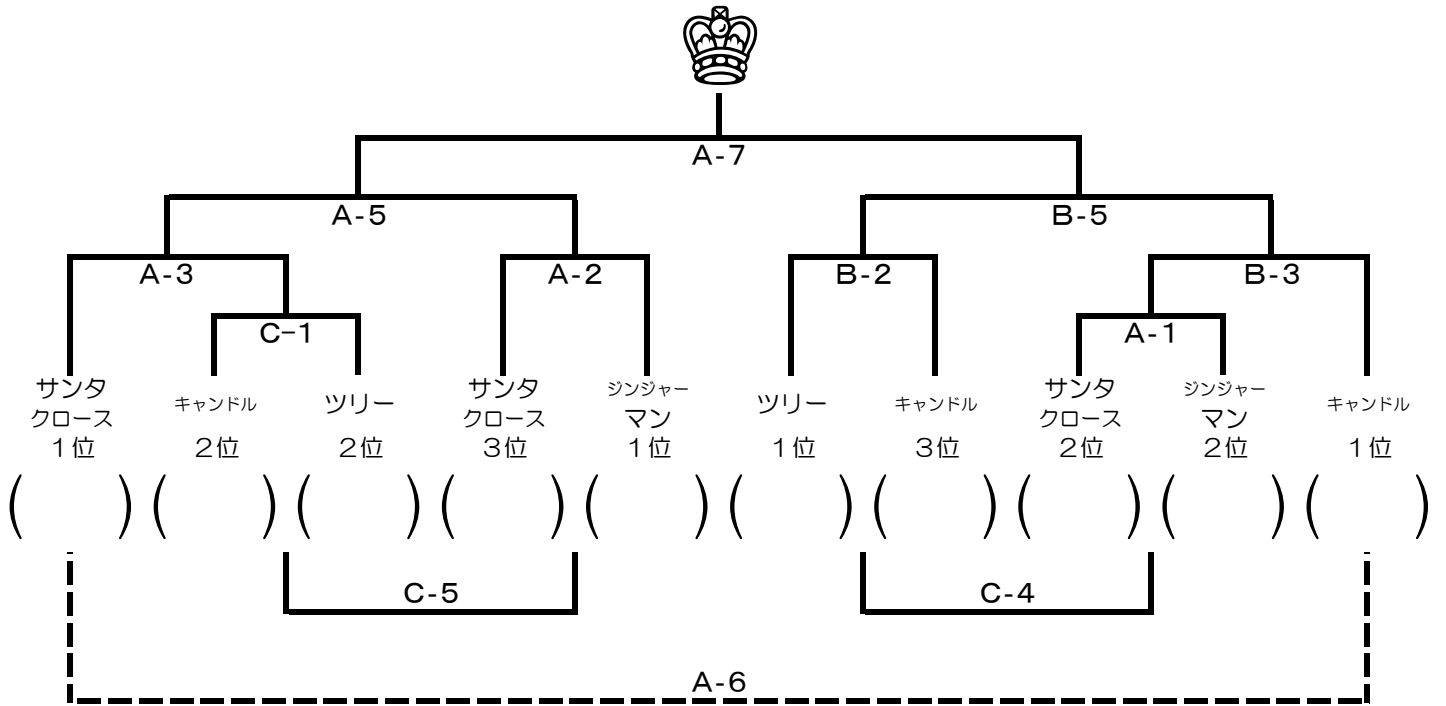 A-7
A-5
B-5
A-3
A-2
B-2
B-3
C-1
A-1
サンタ
クロース
1位
キャンドル
2位
ツリー
2位
サンタ
クロース
3位
ジンジャー
マン
1位
ツリー
1位
キャンドル
3位
サンタ
クロース
2位
ジンジャー
マン
2位
キャンドル
1位
( ) ( ) ( ) ( ) ( ) ( ) ( ) ( ) ( ) ( )
C-5
C-4
A-6